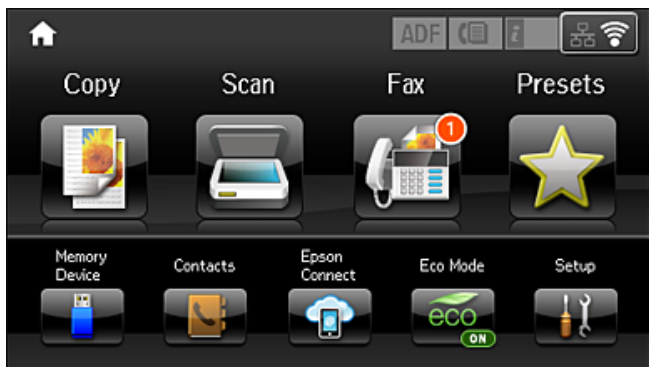 ADF i
Copy Scan Fax Presets
1
Memory Device Contacts Epson Connect Eco Mode Setup
eco
ON